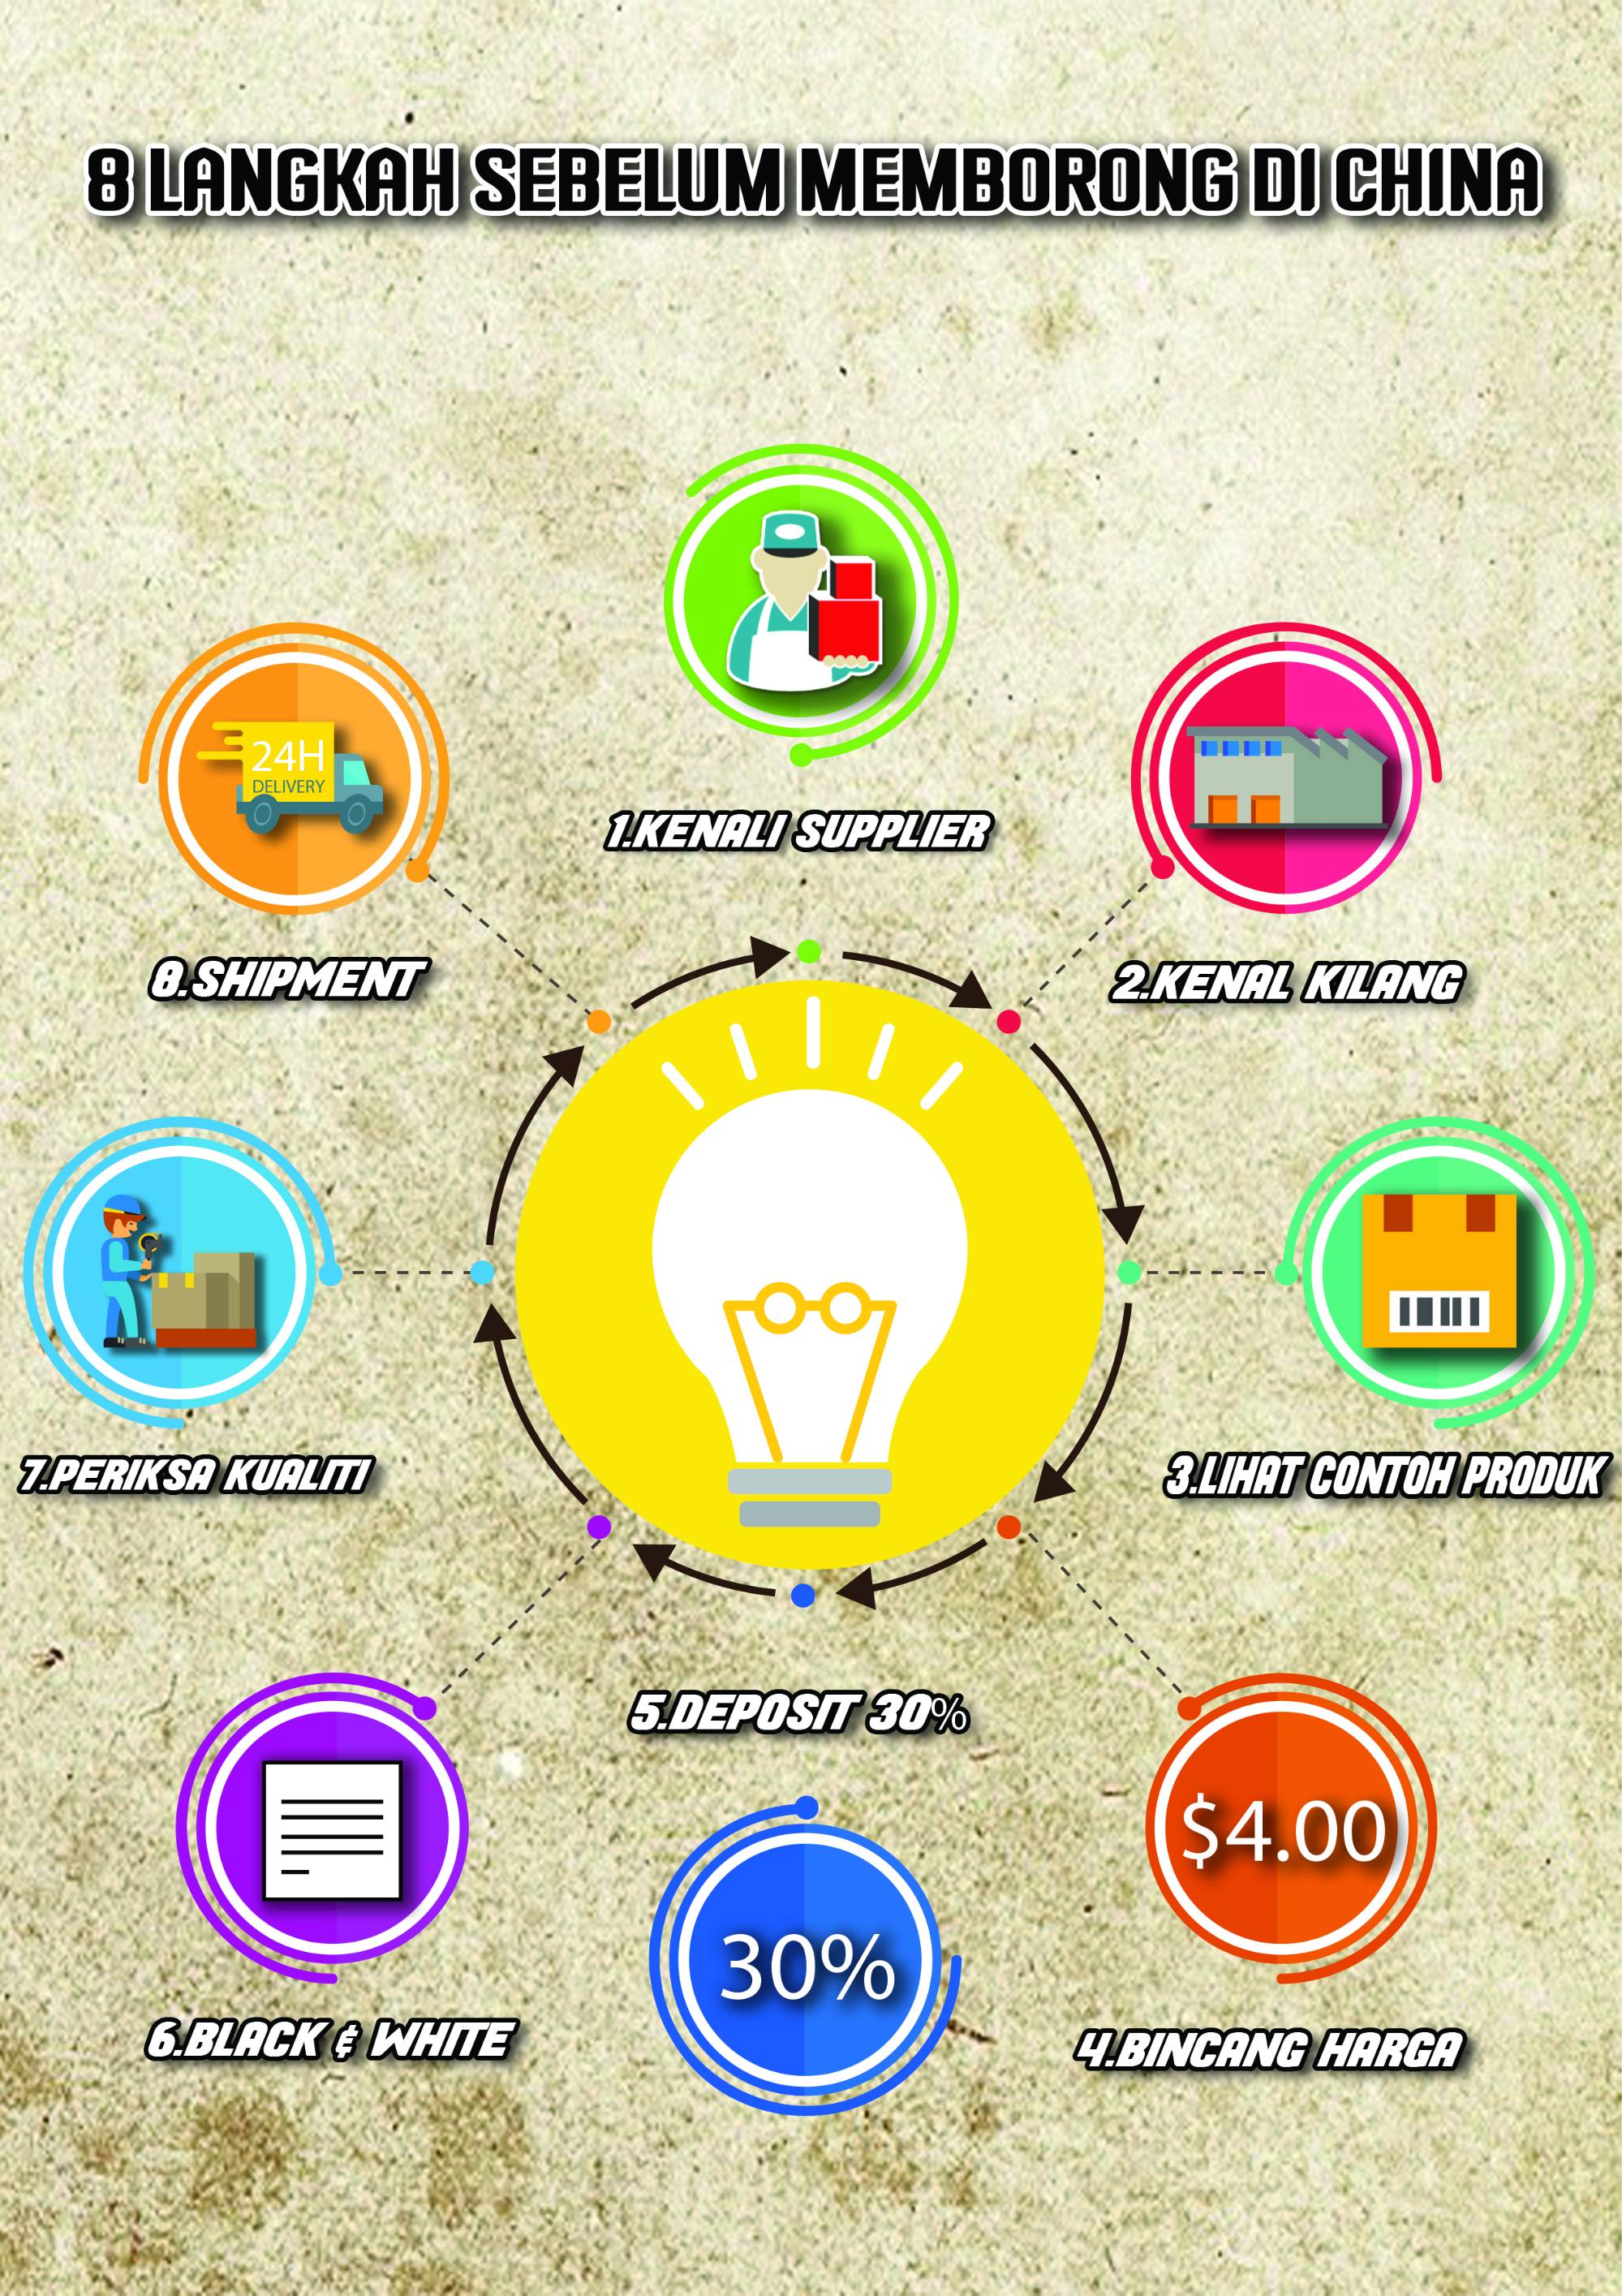 8 LANGKAH SEBELUM MEMBORONG DI CHINA
1.KENALI SUPPLIER
24H
DELIVERY
8.SHIPMENT
2.KENAL KILANG
7.PERIKSA KUALITI
3.LIHAT CONTOH PRODUK
5.DEPOSIT 30%
$4.00
30%
6.BLACK & WHITE
4.BINCANG HARGA